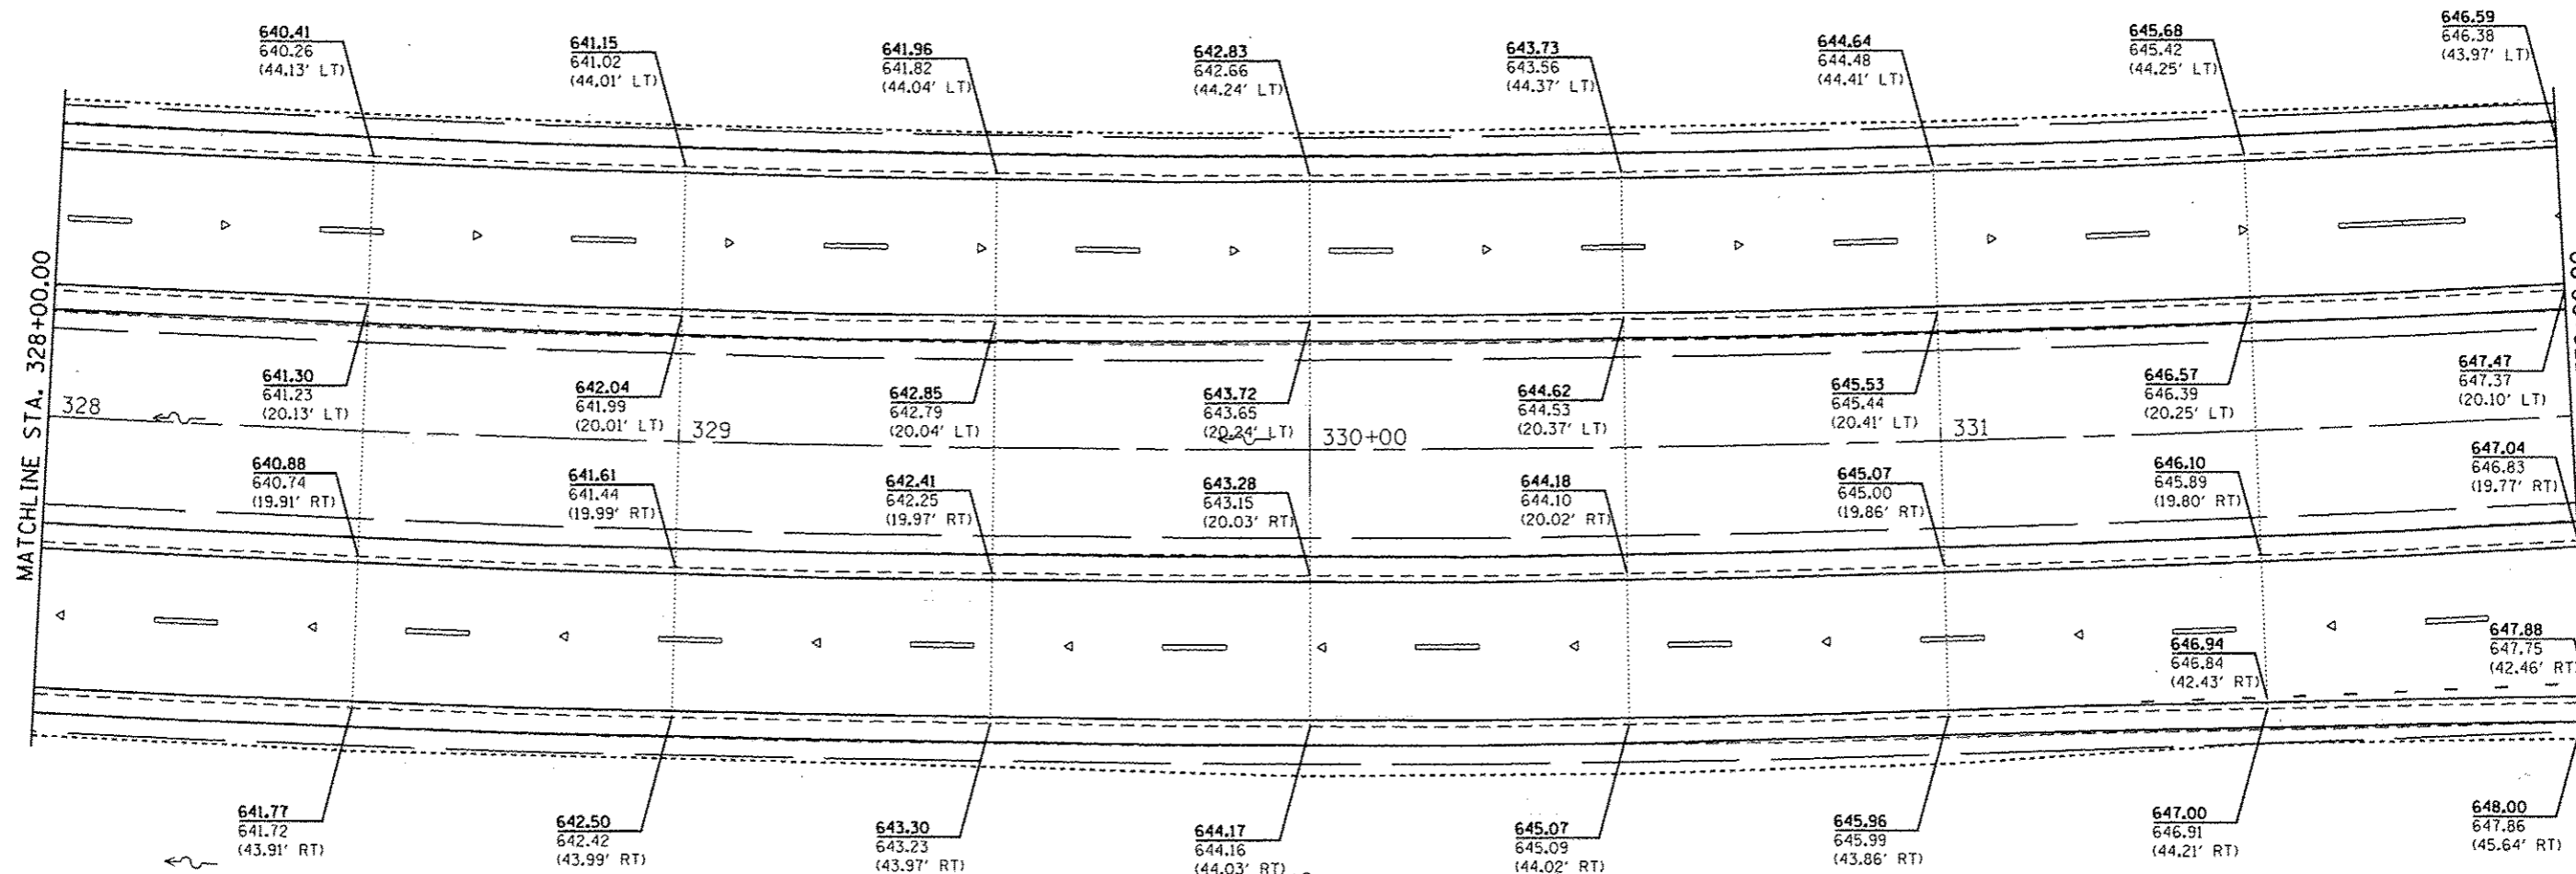 640.41
640.26
(44.13' LT)
641.15
641.02
(44.01' LT)
641.96
641.82
(44.04' LT)
642.83
642.66
(44.24' LT)
643.73
643.56
(44.37' LT)
644.64
644.48
(44.41' LT)
645.68
645.42
(44.25' LT)
646.59
646.38
(43.97' LT)
MATCHLINE STA. 328+00.00
641.30
641.23
(20.13' LT)
642.04
641.99
(20.01' LT)
642.85
642.79
(20.04' LT)
643.72
643.65
(20.24' LT)
644.62
644.53
(20.37' LT)
645.53
645.44
(20.41' LT)
646.57
646.39
(20.25' LT)
647.47
647.37
(20.10' LT)
328
329
330+00
331
640.88
640.74
(19.91' RT)
641.61
641.44
(19.99' RT)
642.41
642.25
(19.97' RT)
643.28
643.15
(20.03' RT)
644.18
644.10
(20.02' RT)
645.07
645.00
(19.86' RT)
646.10
645.89
(19.80' RT)
647.04
646.83
(19.77' RT)
646.94
646.84
(42.43' RT)
647.88
647.75
(42.46' RT)
641.77
641.72
(43.91' RT)
642.50
642.42
(43.99' RT)
643.30
643.23
(43.97' RT)
644.17
644.16
(44.03' RT)
645.07
645.09
(44.02' RT)
645.96
645.99
(43.86' RT)
647.00
646.91
(44.21' RT)
648.00
647.86
(45.64' RT)